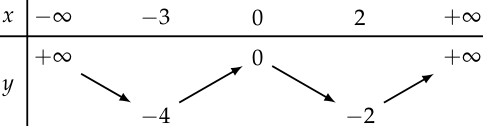 x −∞ −3 0 2 +∞
+∞ 0 +∞
y
−4 −2